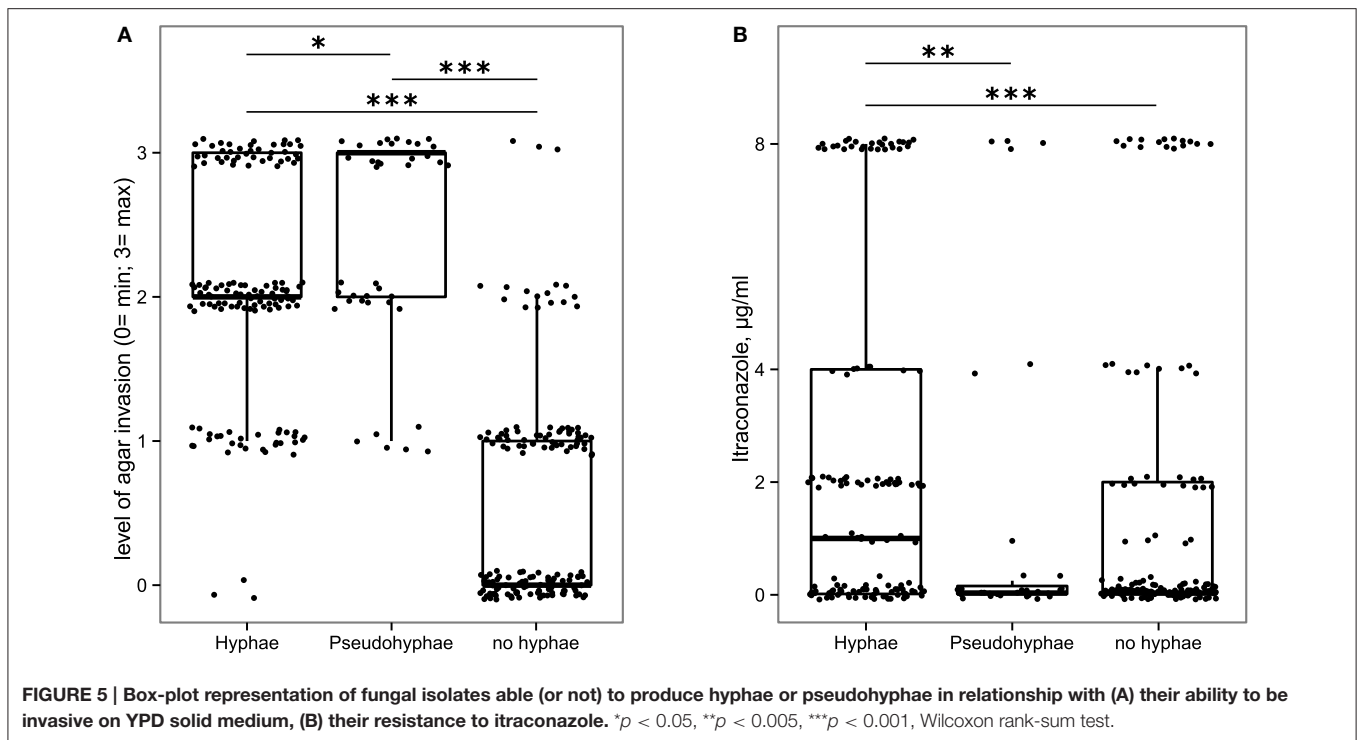 A
*
***
***
level of agar invasion (0= min; 3= max)
3
2
1
0
Hyphae
Pseudohyphae
no hyphae
B
**
***
Itraconazole, µg/ml
8
4
2
0
Hyphae
Pseudohyphae
no hyphae
FIGURE 5 | Box-plot representation of fungal isolates able (or not) to produce hyphae or pseudohyphae in relationship with (A) their ability to be
invasive on YPD solid medium, (B) their resistance to itraconazole. *p < 0.05, **p < 0.005, ***p < 0.001, Wilcoxon rank-sum test.